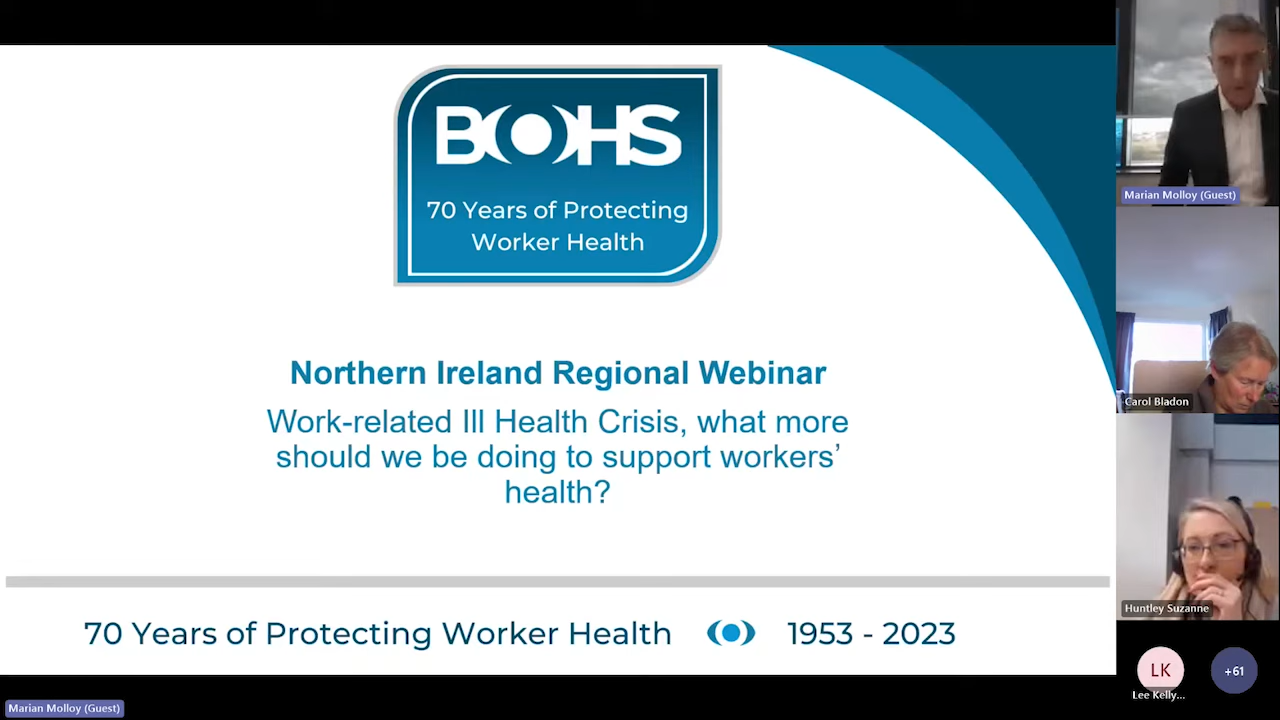 BOHS
70 Years of Protecting
Worker Health
Northern Ireland Regional Webinar
Work-related Ill Health Crisis, what more
should we be doing to support workers’
health?
70 Years of Protecting Worker Health
1953 - 2023
Marian Molloy (Guest)
Carol Bladon
Huntley Suzanne
LK
+61
Lee Kelly...
Marian Molloy (Guest)